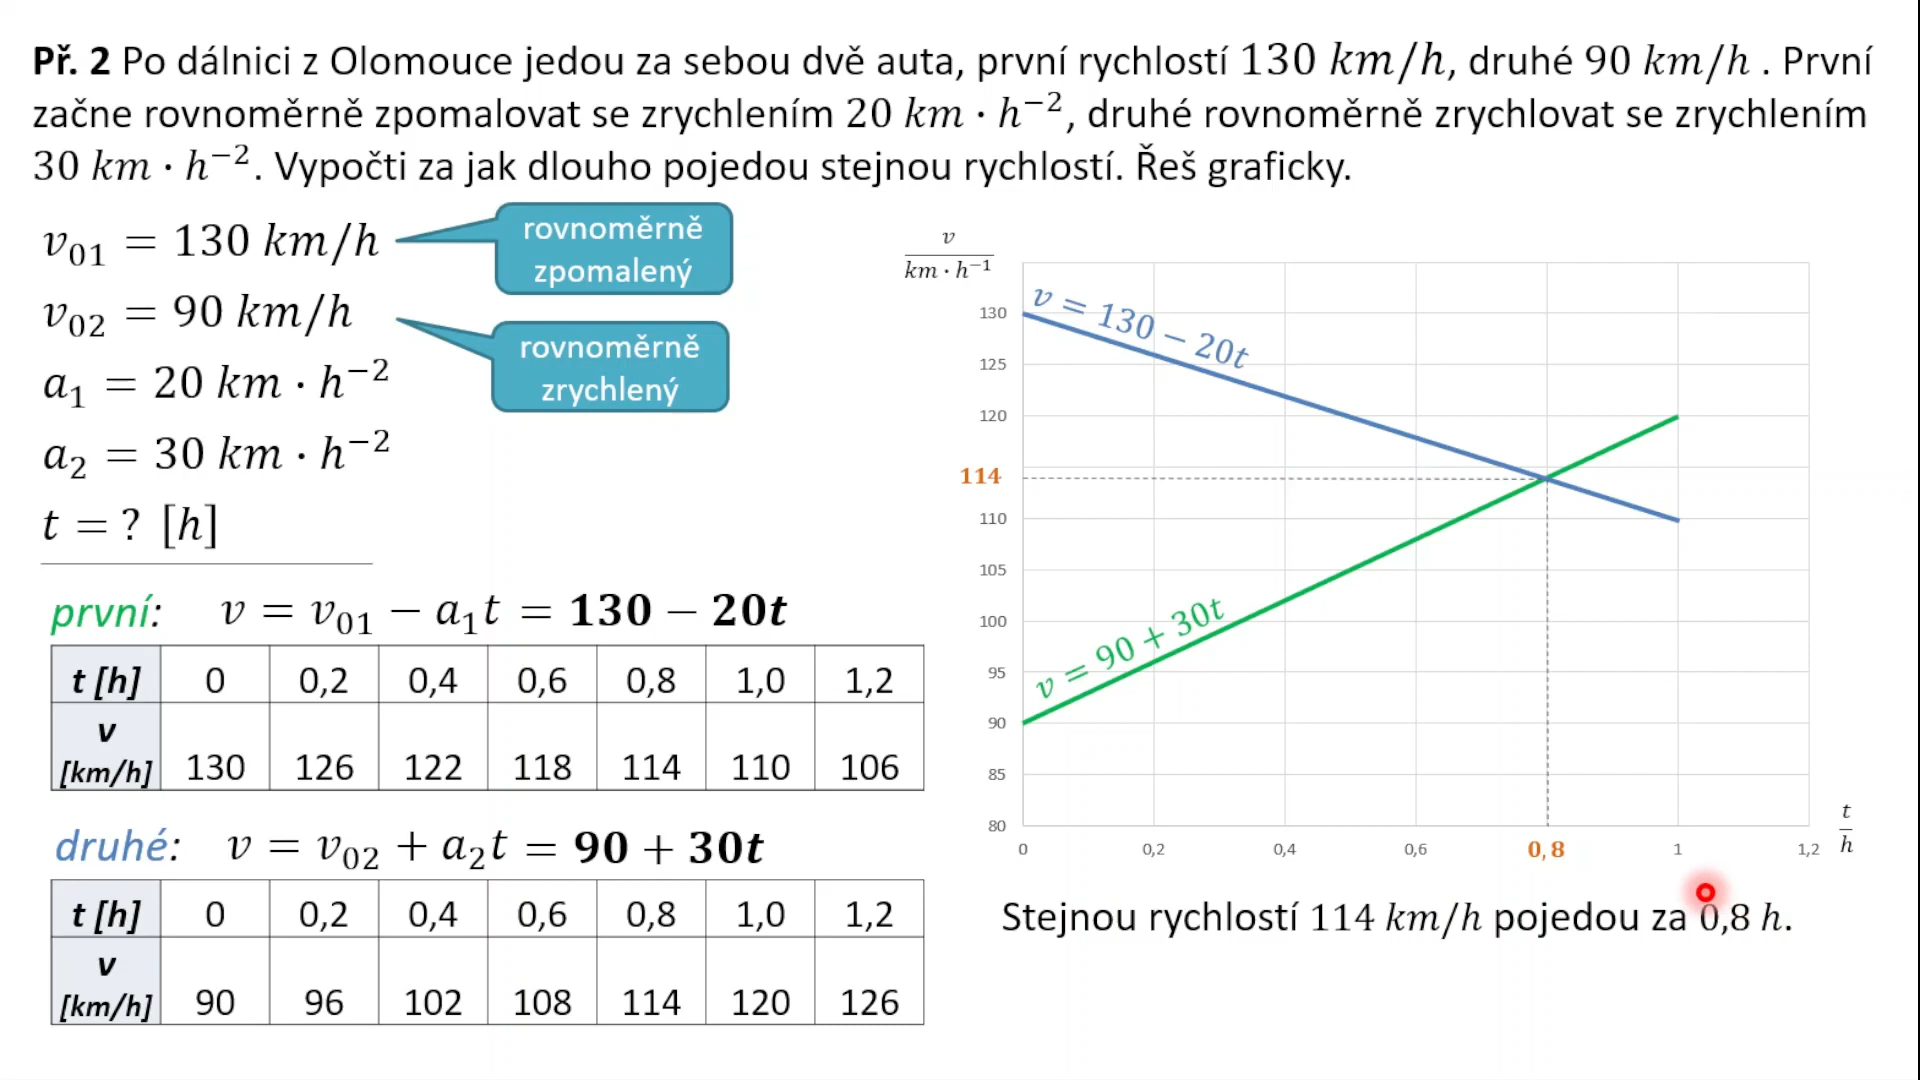 Př. 2 Po dálnici z Olomouce jedou za sebou dvě auta, první rychlostí 130 km/h, druhé 90 km/h . První
začne rovnoměrně zpomalovat se zrychlením 20 km · h⁻², druhé rovnoměrně zrychlovat se zrychlením
30 km · h⁻². Vypočti za jak dlouho pojedou stejnou rychlostí. Řeš graficky.
v₀₁ = 130 km/h
rovnoměrně
zpomalený
v₀₂ = 90 km/h
rovnoměrně
zrychlený
a₁ = 20 km · h⁻²
a₂ = 30 km · h⁻²
t = ? [h]
první: v = v₀₁ − a₁t = 130 − 20t
t [h] 0 0,2 0,4 0,6 0,8 1,0 1,2
v
[km/h] 130 126 122 118 114 110 106
druhé: v = v₀₂ + a₂t = 90 + 30t
t [h] 0 0,2 0,4 0,6 0,8 1,0 1,2
v
[km/h] 90 96 102 108 114 120 126
v
km · h⁻¹
v = 130 − 20t
130
125
120
114
110
105
100
95
90
85
80
v = 90 + 30t
0 0,2 0,4 0,6 0,8 1 1,2
t
h
Stejnou rychlostí 114 km/h pojedou za 0,8 h.